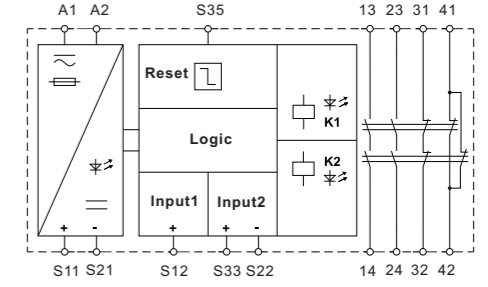 A1 A2 S35 13 23 31 41
Reset
K1
Logic
K2
Input1 Input2
+ - + + -
S11 S21 S12 S33 S22 14 24 32 42